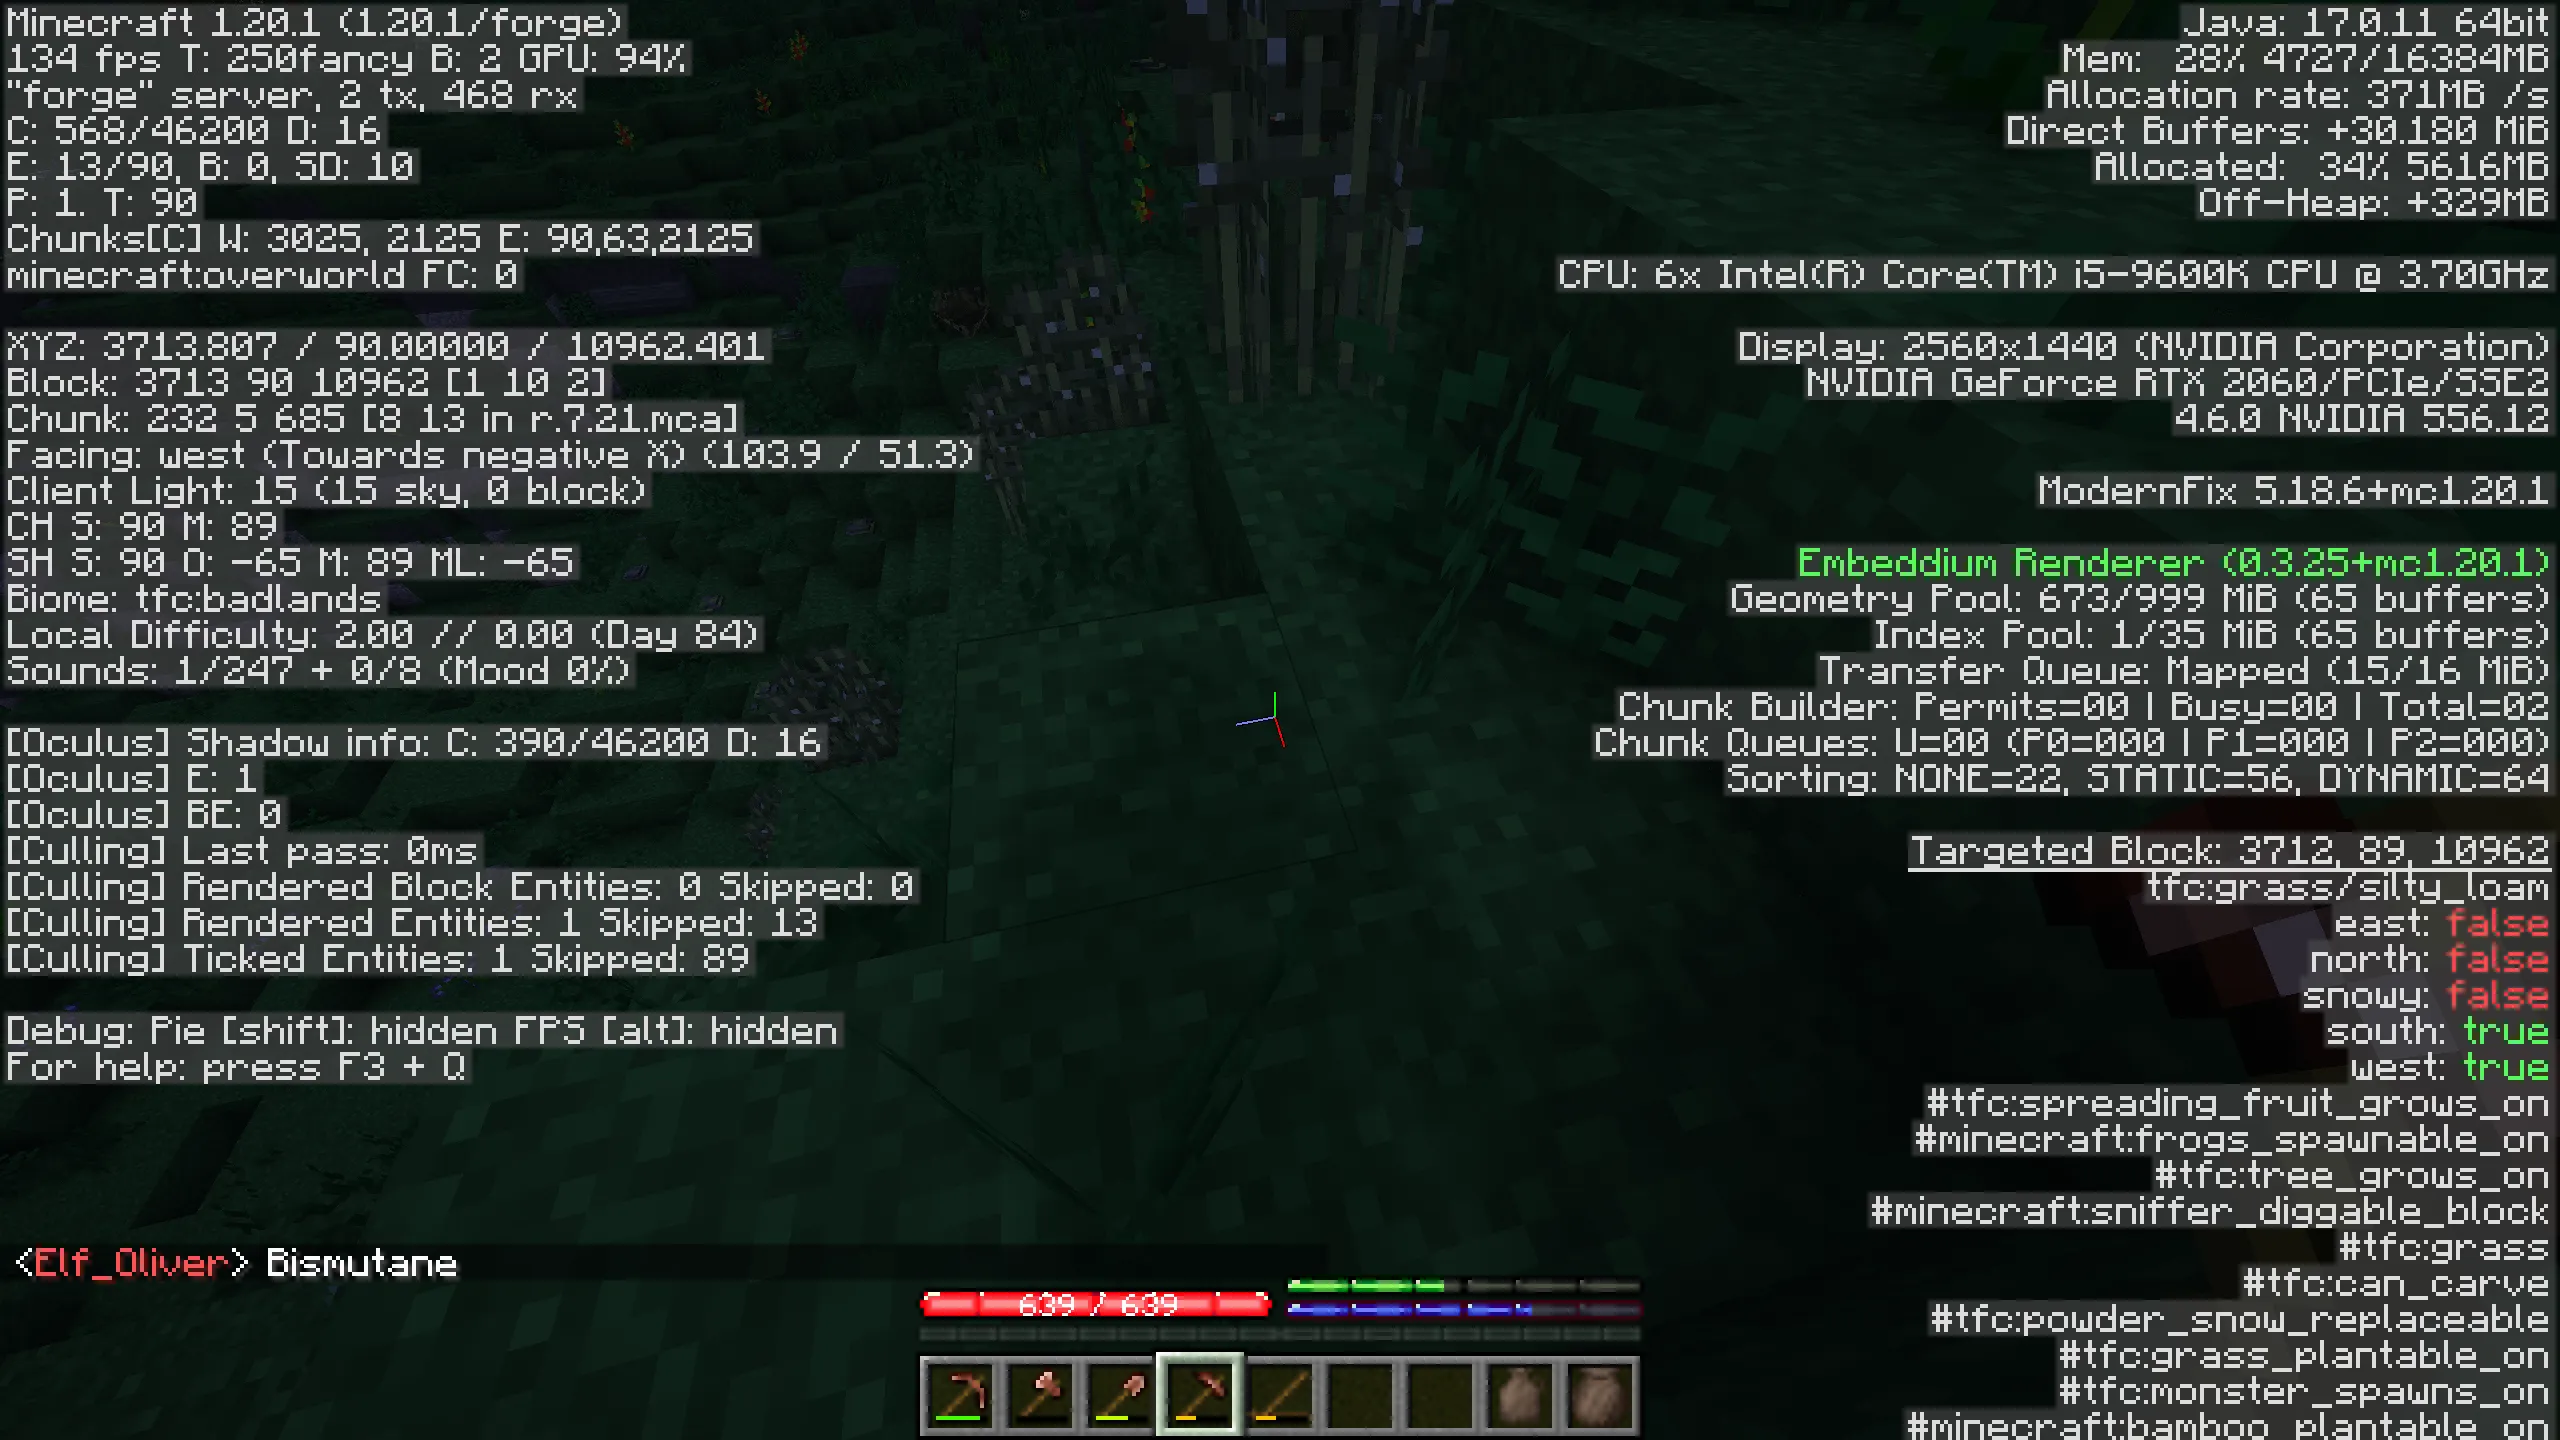 Minecraft 1.20.1 (1.20.1/forge)
134 fps T: 250fancy B: 2 GPU: 94%
"forge" server, 2 tx, 468 rx
C: 568/46200 D: 16
E: 13/90, B: 0, SD: 10
P: 1. T: 90
Chunks[C] W: 3025, 2125 E: 90,63,2125
minecraft:overworld FC: 0
XYZ: 3713.807 / 90.00000 / 10962.401
Block: 3713 90 10962 [1 10 2]
Chunk: 232 5 685 [8 13 in r.7.21.mca]
Facing: west (Towards negative X) (103.9 / 51.3)
Client Light: 15 (15 sky, 0 block)
CH S: 90 M: 89
SH S: 90 O: -65 M: 89 ML: -65
Biome: tfc:badlands
Local Difficulty: 2.00 // 0.00 (Day 84)
Sounds: 1/247 + 0/8 (Mood 0%)
[Oculus] Shadow info: C: 390/46200 D: 16
[Oculus] E: 1
[Oculus] BE: 0
[Culling] Last pass: 0ms
[Culling] Rendered Block Entities: 0 Skipped: 0
[Culling] Rendered Entities: 1 Skipped: 13
[Culling] Ticked Entities: 1 Skipped: 89
Debug: Pie [shift]: hidden FPS [alt]: hidden
For help: press F3 + Q
<Elf_Oliver> Bismutane
639 / 639
Java: 17.0.11 64bit
Mem: 28% 4727/16384MB
Allocation rate: 371MB /s
Direct Buffers: +30.180 MiB
Allocated: 34% 5616MB
Off-Heap: +329MB
CPU: 6x Intel(R) Core(TM) i5-9600K CPU @ 3.70GHz
Display: 2560x1440 (NVIDIA Corporation)
NVIDIA GeForce RTX 2060/PCIe/SSE2
4.6.0 NVIDIA 556.12
ModernFix 5.18.6+mc1.20.1
Embeddium Renderer (0.3.25+mc1.20.1)
Geometry Pool: 673/999 MiB (65 buffers)
Index Pool: 1/35 MiB (65 buffers)
Transfer Queue: Mapped (15/16 MiB)
Chunk Builder: Permits=00 | Busy=00 | Total=02
Chunk Queues: U=00 (P0=000 | P1=000 | P2=000)
Sorting: NONE=22, STATIC=56, DYNAMIC=64
Targeted Block: 3712, 89, 10962
tfc:grass/silty_loam
east: false
north: false
snowy: false
south: true
west: true
#tfc:spreading_fruit_grows_on
#minecraft:frogs_spawnable_on
#tfc:tree_grows_on
#minecraft:sniffer_diggable_block
#tfc:grass
#tfc:can_carve
#tfc:powder_snow_replaceable
#tfc:grass_plantable_on
#tfc:monster_spawns_on
#minecraft:bamboo_plantable_on